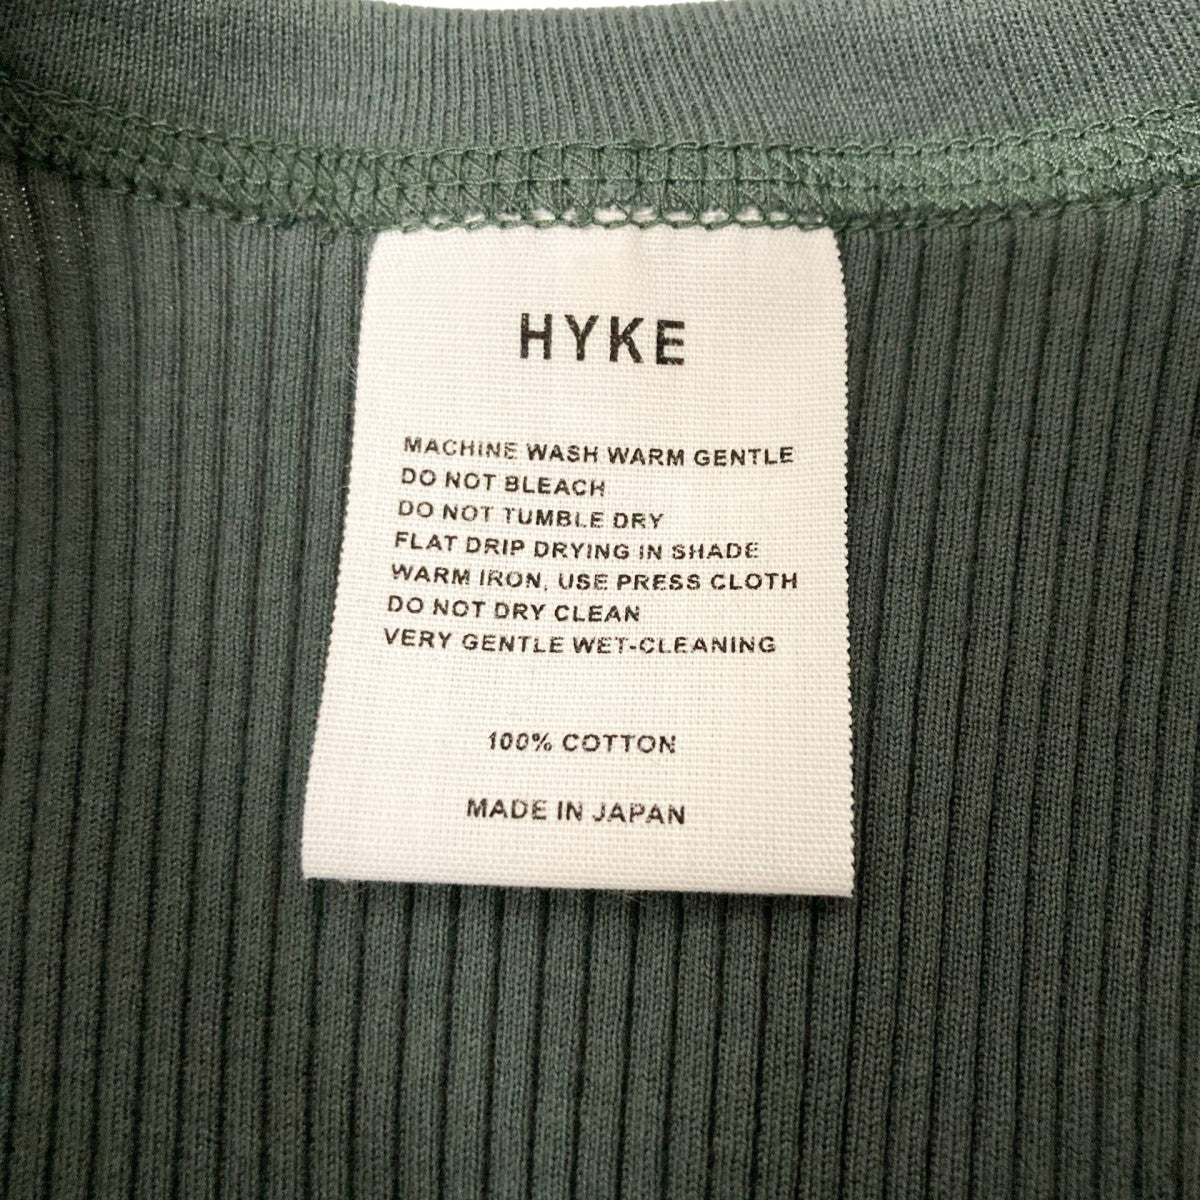 HYKE
MACHINE WASH WARM GENTLE
DO NOT BLEACH
DO NOT TUMBLE DRY
FLAT DRIP DRYING IN SHADE
WARM IRON, USE PRESS CLOTH
DO NOT DRY CLEAN
VERY GENTLE WET-CLEANING
100% COTTON
MADE IN JAPAN